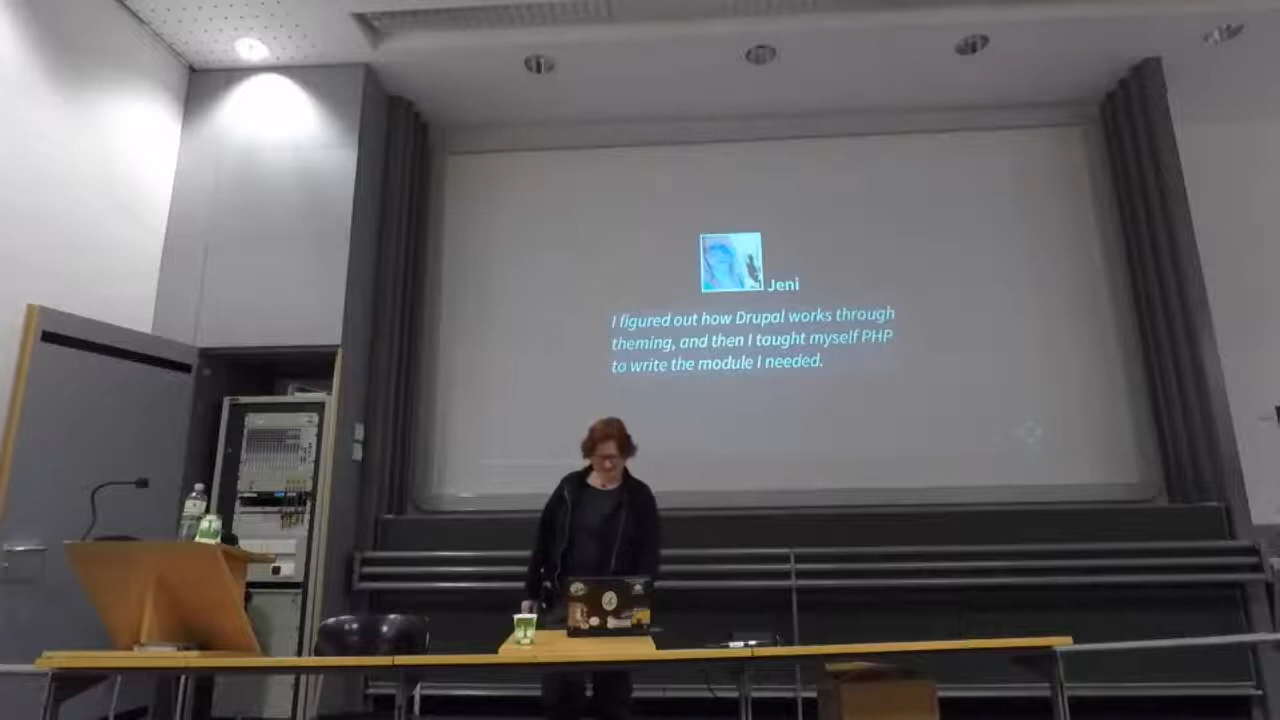 Jeni
I figured out how Drupal works through
theming, and then I taught myself PHP
to write the module I needed.